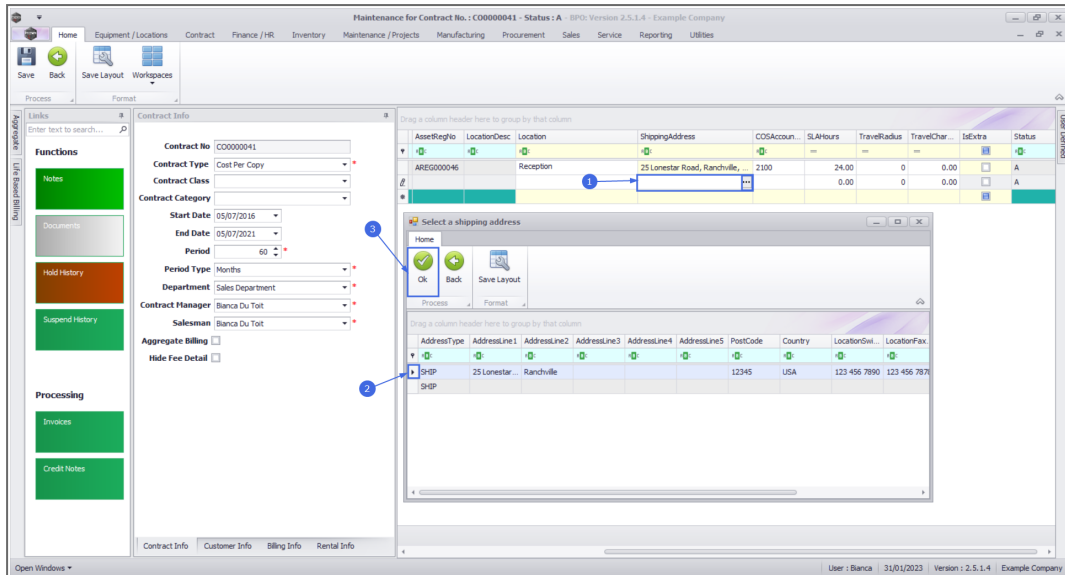 Maintenance for Contract No. : CO0000041 - Status : A - BPO: Version 2.5.1.4 - Example Company
Home Equipment / Locations Contract Finance / HR Inventory Maintenance / Projects Manufacturing Procurement Sales Service Reporting Utilities
Save Back Save Layout Workspaces
Process Format
Aggregate
Life Based Billing
Links
Enter text to search...
Functions
Notes
Documents
Hold History
Suspend History
Processing
Invoices
Credit Notes
Contract Info
Contract No CO0000041
Contract Type Cost Per Copy *
Contract Class
Contract Category
Start Date 05/07/2016
End Date 05/07/2021
Period 60 *
Period Type Months *
Department Sales Department *
Contract Manager Bianca Du Toit *
Salesman Bianca Du Toit *
Aggregate Billing
Hide Fee Detail
Contract Info Customer Info Billing Info Rental Info
Drag a column header here to group by that column
AssetRegNo LocationDesc Location ShippingAddress COSAccoun... SLAHours TravelRadius TravelChar... IsExtra Status
AREG000046 Reception 25 Lonestar Road, Ranchville, ... 2100 24.00 0 0.00 A
0.00 0 0.00 A
1
User Defined
3
Select a shipping address
Home
Ok Back Save Layout
Process Format
Drag a column header here to group by that column
AddressType AddressLine1 AddressLine2 AddressLine3 AddressLine4 AddressLine5 PostCode Country LocationSwi... LocationFax.
2
SHIP 25 Lonestar... Ranchville 12345 USA 123 456 7890 123 456 787
SHIP
Open Windows
User : Bianca 31/01/2023 Version : 2.5.1.4 Example Company